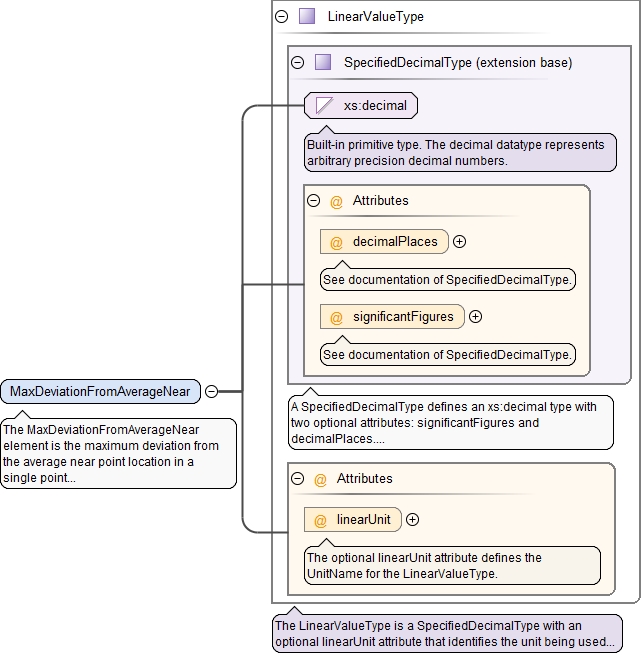 LinearValueType
SpecifiedDecimalType (extension base)
xs:decimal
Built-in primitive type. The decimal datatype represents
arbitrary precision decimal numbers.
@ Attributes
@ decimalPlaces
See documentation of SpecifiedDecimalType.
@ significantFigures
See documentation of SpecifiedDecimalType.
MaxDeviationFromAverageNear
The MaxDeviationFromAverageNear
element is the maximum deviation from
the average near point location in a
single point...
A SpecifiedDecimalType defines an xs:decimal type with
two optional attributes: significantFigures and
decimalPlaces....
@ Attributes
@ linearUnit
The optional linearUnit attribute defines the
UnitName for the LinearValueType.
The LinearValueType is a SpecifiedDecimalType with an
optional linearUnit attribute that identifies the unit being used...